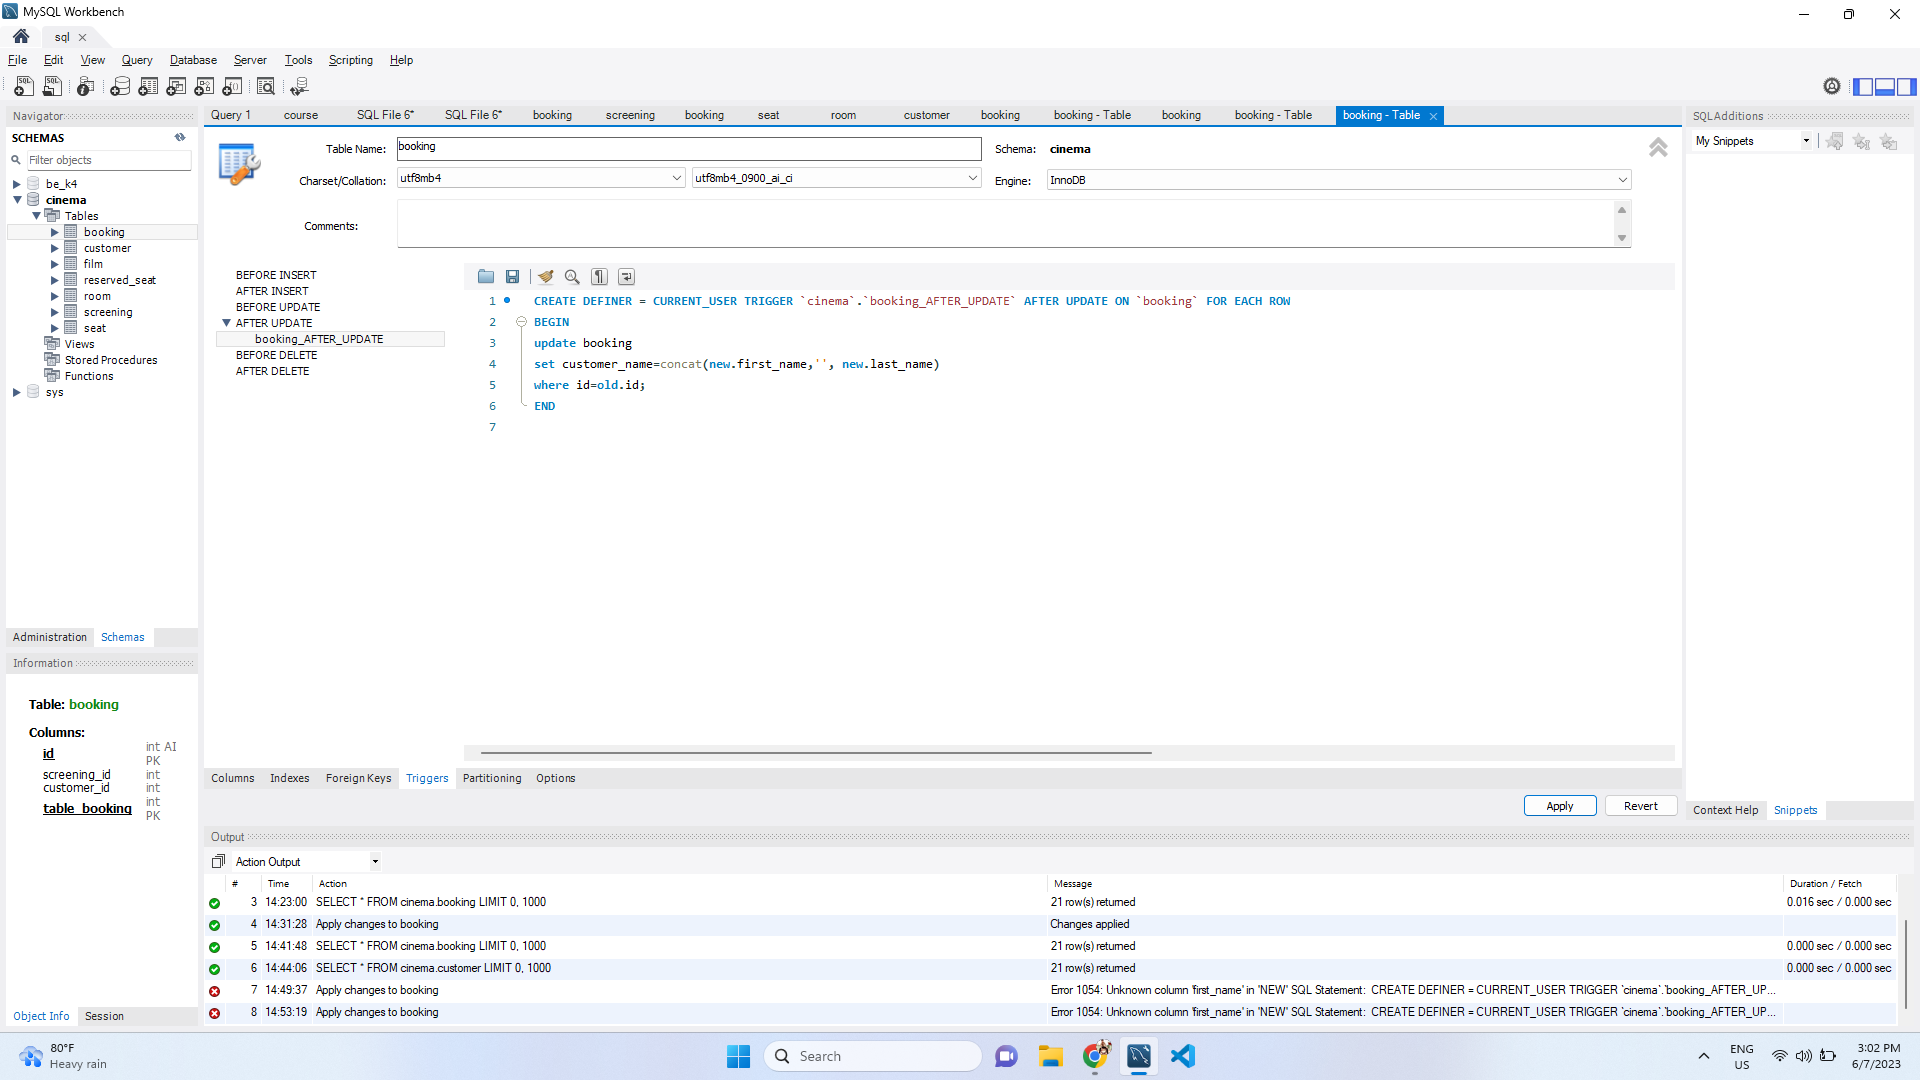 MySQL Workbench
sql
File Edit View Query Database Server Tools Scripting Help
Navigator
SCHEMAS
Filter objects
be_k4
cinema
Tables
booking
customer
film
reserved_seat
room
screening
seat
Views
Stored Procedures
Functions
sys
Administration Schemas
Information
Table: booking
Columns:
id int AI PK
screening_id int
customer_id int
table_booking int PK
Object Info Session
Query 1 course SQL File 6* SQL File 6* booking screening booking seat room customer booking booking - Table booking booking - Table booking - Table
Table Name: booking Schema: cinema
Charset/Collation: utf8mb4 utf8mb4_0900_ai_ci Engine: InnoDB
Comments:
BEFORE INSERT
AFTER INSERT
BEFORE UPDATE
AFTER UPDATE
booking_AFTER_UPDATE
BEFORE DELETE
AFTER DELETE
1 CREATE DEFINER = CURRENT_USER TRIGGER `cinema`.`booking_AFTER_UPDATE` AFTER UPDATE ON `booking` FOR EACH ROW
2 BEGIN
3 update booking
4 set customer_name=concat(new.first_name,'', new.last_name)
5 where id=old.id;
6 END
7
Columns Indexes Foreign Keys Triggers Partitioning Options
Apply Revert
Output
Action Output
# Time Action Message Duration / Fetch
3 14:23:00 SELECT * FROM cinema.booking LIMIT 0, 1000 21 row(s) returned 0.016 sec / 0.000 sec
4 14:31:28 Apply changes to booking Changes applied
5 14:41:48 SELECT * FROM cinema.booking LIMIT 0, 1000 21 row(s) returned 0.000 sec / 0.000 sec
6 14:44:06 SELECT * FROM cinema.customer LIMIT 0, 1000 21 row(s) returned 0.000 sec / 0.000 sec
7 14:49:37 Apply changes to booking Error 1054: Unknown column 'first_name' in 'NEW' SQL Statement: CREATE DEFINER = CURRENT_USER TRIGGER `cinema`.`booking_AFTER_UP...
8 14:53:19 Apply changes to booking Error 1054: Unknown column 'first_name' in 'NEW' SQL Statement: CREATE DEFINER = CURRENT_USER TRIGGER `cinema`.`booking_AFTER_UP...
SQLAdditions
My Snippets
Context Help Snippets
80°F
Heavy rain
Search
ENG
US
3:02 PM
6/7/2023